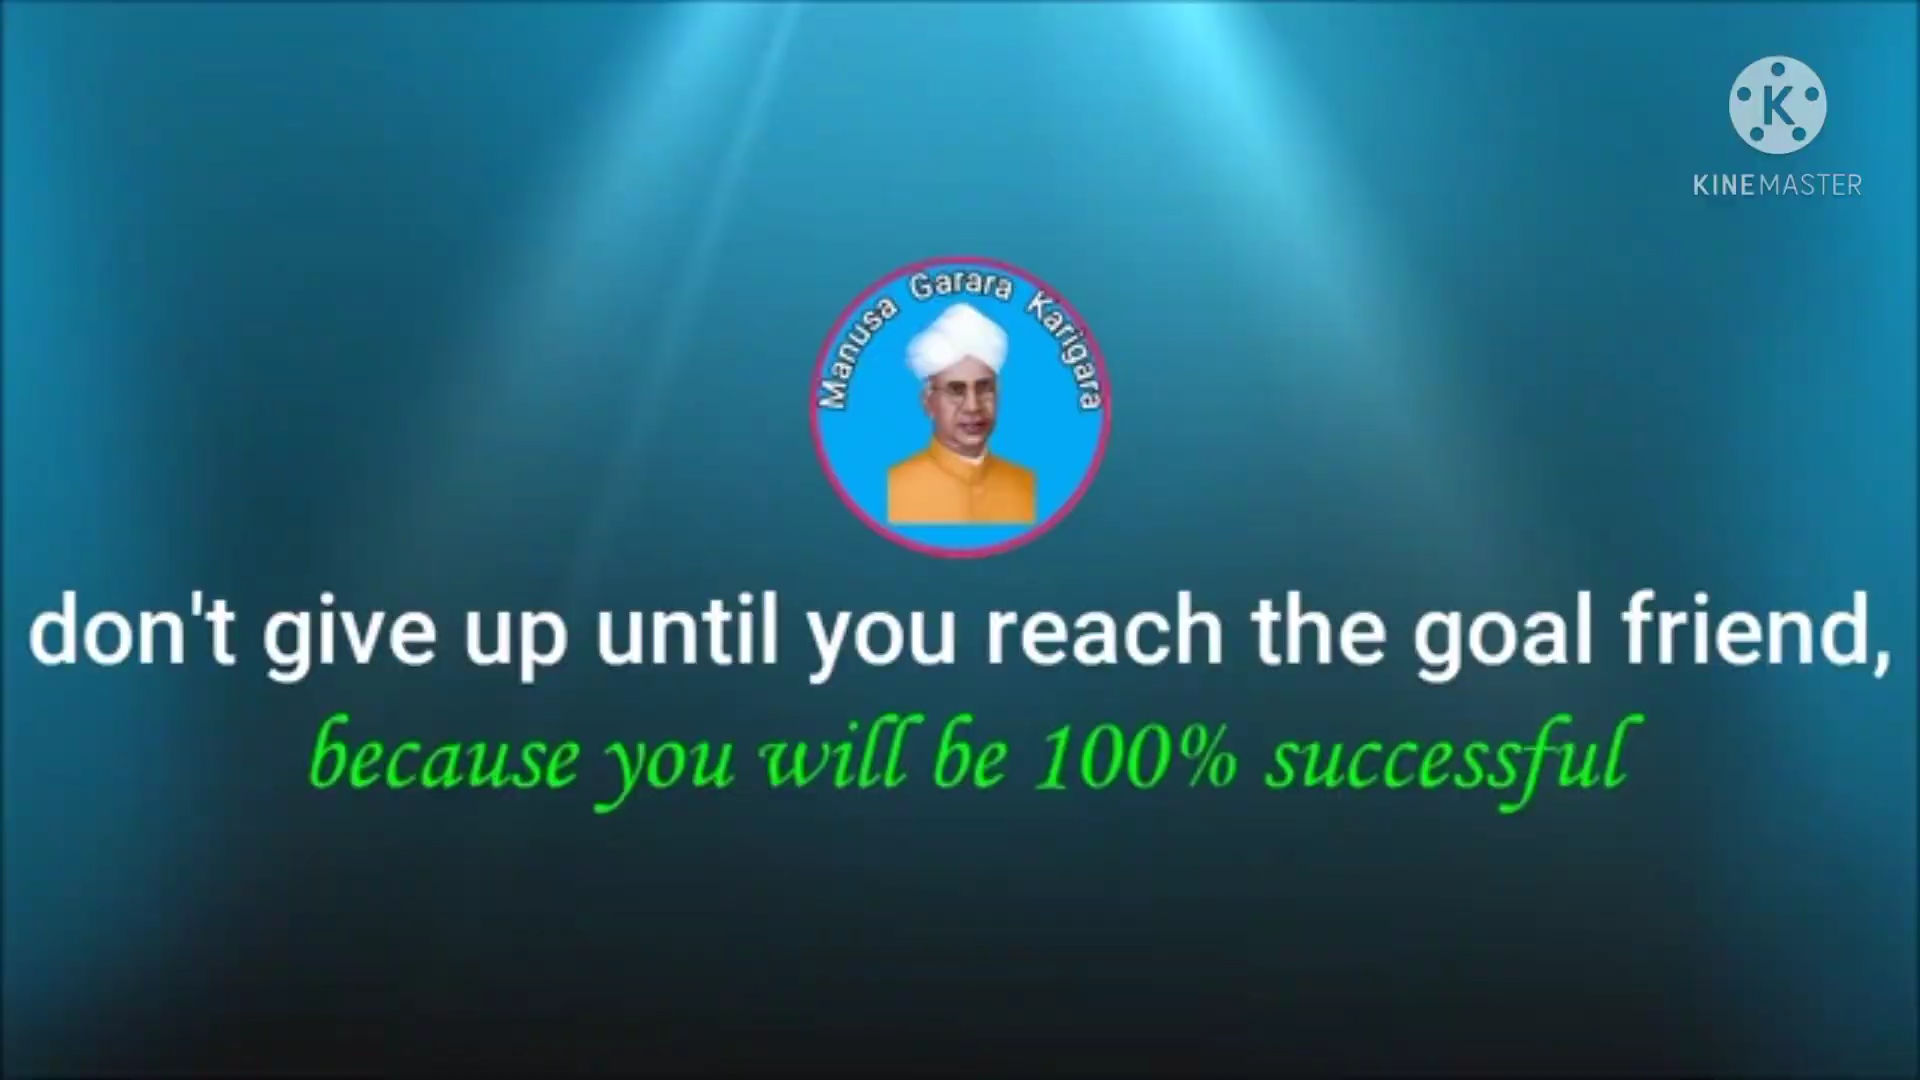 K
KINEMASTER
Manusa Garara Karigara
don't give up until you reach the goal friend,
because you will be 100% successful